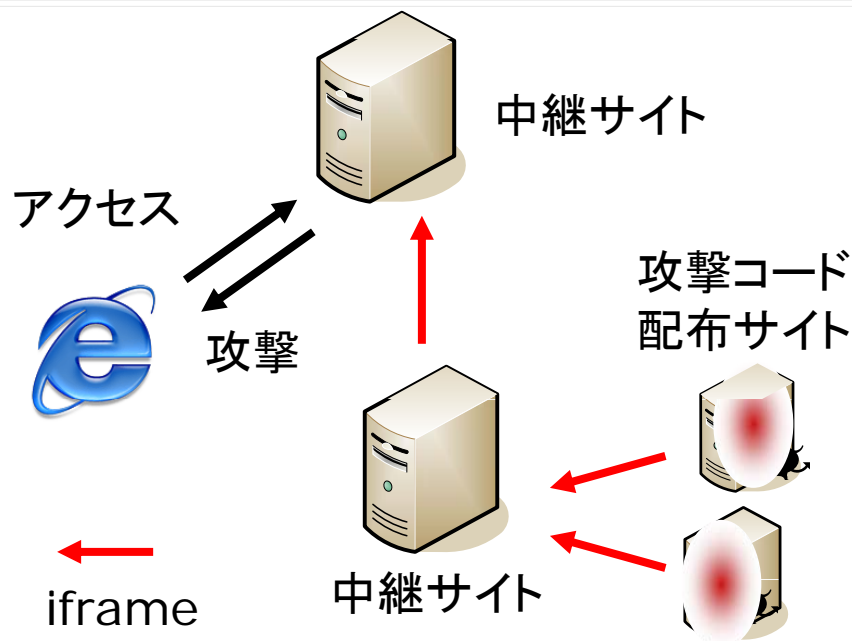 中継サイト
アクセス
攻撃コード
配布サイト
攻撃
中継サイト
iframe